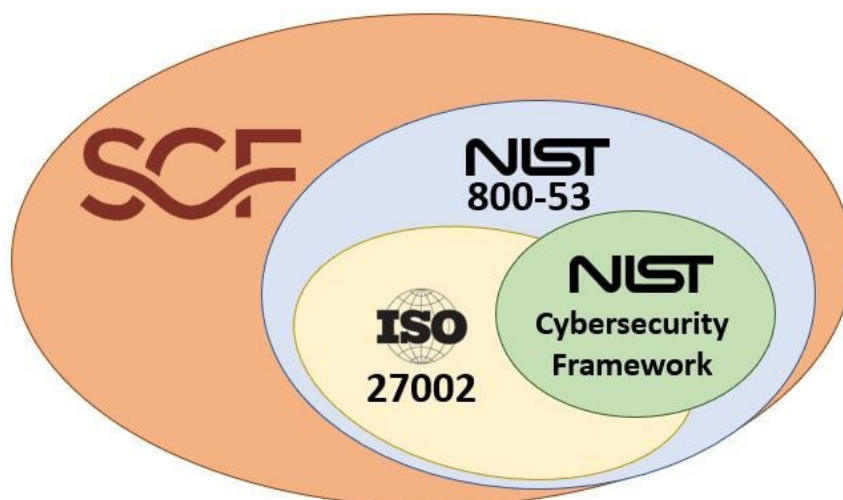 SCF
NIST
800-53
NIST
Cybersecurity
Framework
ISO
27002